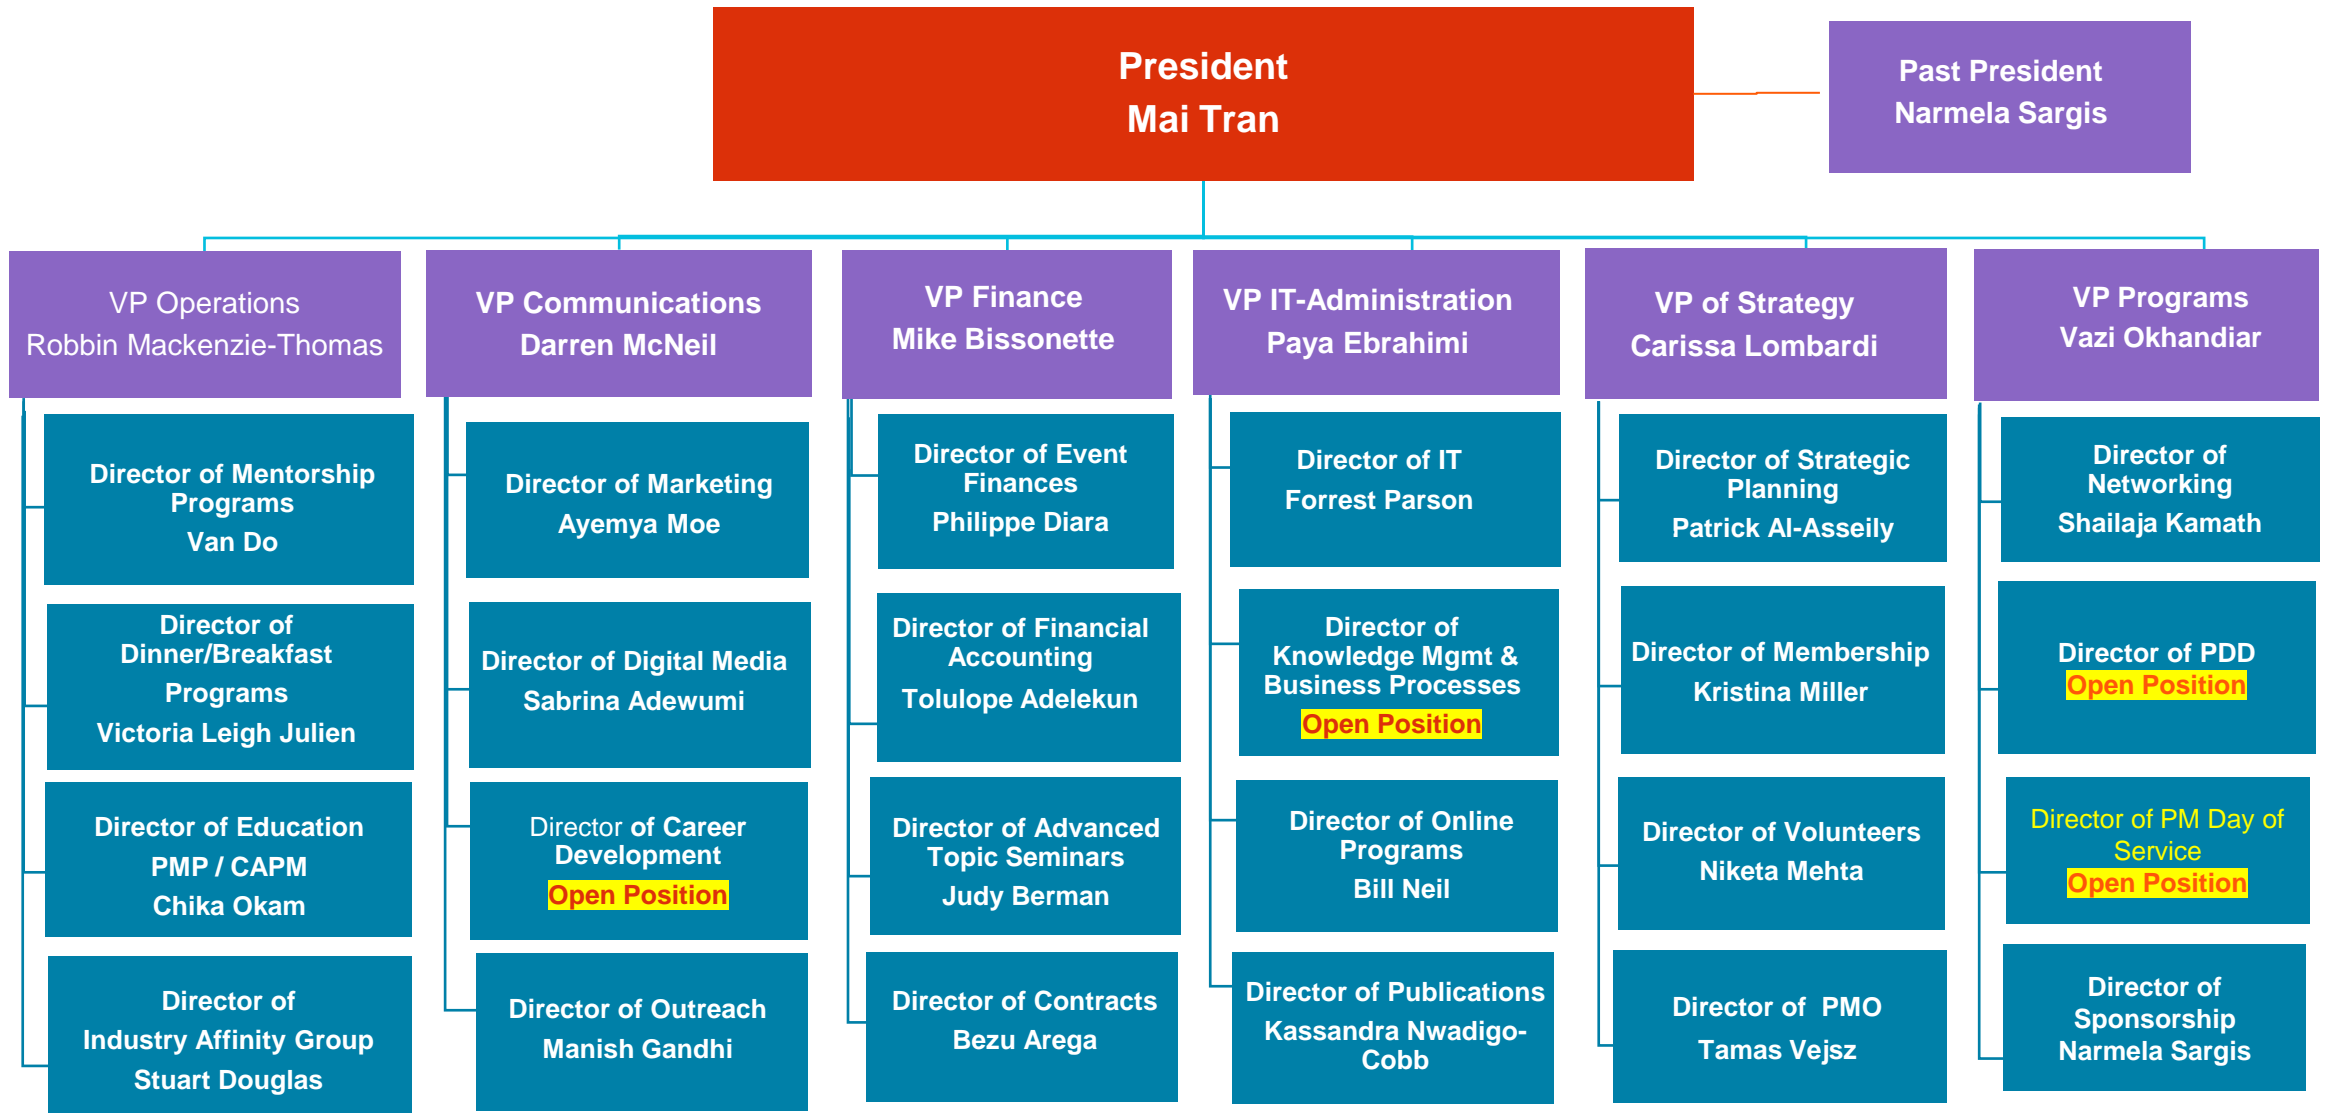 President
Mai Tran
Past President
Narmela Sargis
VP Operations
Robbin Mackenzie-Thomas
VP Communications
Darren McNeil
VP Finance
Mike Bissonette
VP IT-Administration
Paya Ebrahimi
VP of Strategy
Carissa Lombardi
VP Programs
Vazi Okhandiar
Director of Mentorship
Programs
Van Do
Director of
Dinner/Breakfast
Programs
Victoria Leigh Julien
Director of Education
PMP / CAPM
Chika Okam
Director of
Industry Affinity Group
Stuart Douglas
Director of Marketing
Ayemya Moe
Director of Digital Media
Sabrina Adewumi
Director of Career
Development
Open Position
Director of Outreach
Manish Gandhi
Director of Event
Finances
Philippe Diara
Director of Financial
Accounting
Tolulope Adelekun
Director of Advanced
Topic Seminars
Judy Berman
Director of Contracts
Bezu Arega
Director of IT
Forrest Parson
Director of
Knowledge Mgmt &
Business Processes
Open Position
Director of Online
Programs
Bill Neil
Director of Publications
Kassandra Nwadigo-
Cobb
Director of Strategic
Planning
Patrick Al-Asseily
Director of Membership
Kristina Miller
Director of Volunteers
Niketa Mehta
Director of PMO
Tamas Vejsz
Director of
Networking
Shailaja Kamath
Director of PDD
Open Position
Director of PM Day of
Service
Open Position
Director of
Sponsorship
Narmela Sargis